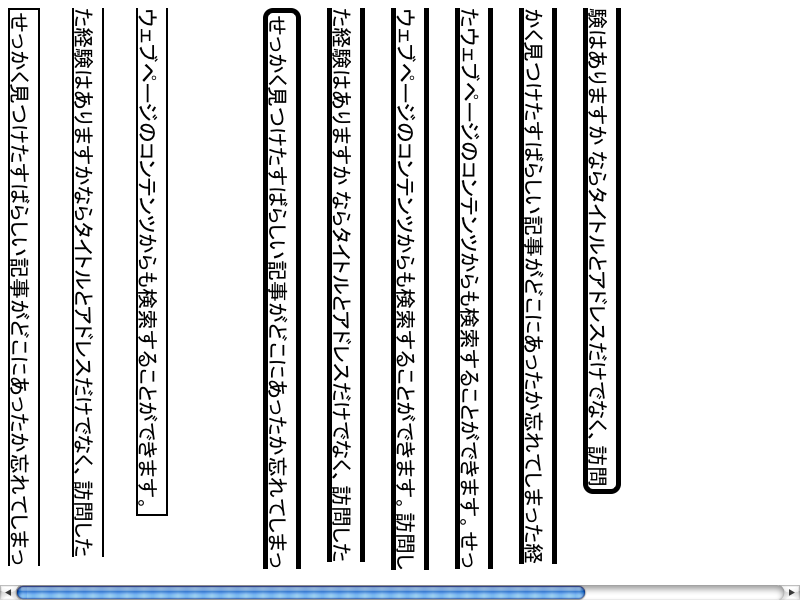 せっかく見つけたすばらしい記事がどこにあったか忘れてしまっ
た経験はありますかならタイトルとアドレスだけでなく、訪問した
ウェブページのコンテンツからも検索することができます。
せっかく見つけたすばらしい記事がどこにあったか忘れてしまっ
た経験はありますか ならタイトルとアドレスだけでなく、訪問した
ウェブページのコンテンツからも検索することができます。訪問し
たウェブページのコンテンツからも検索することができます。せっ
かく見つけたすばらしい記事がどこにあったか忘れてしまった経
験はありますか ならタイトルとアドレスだけでなく、訪問